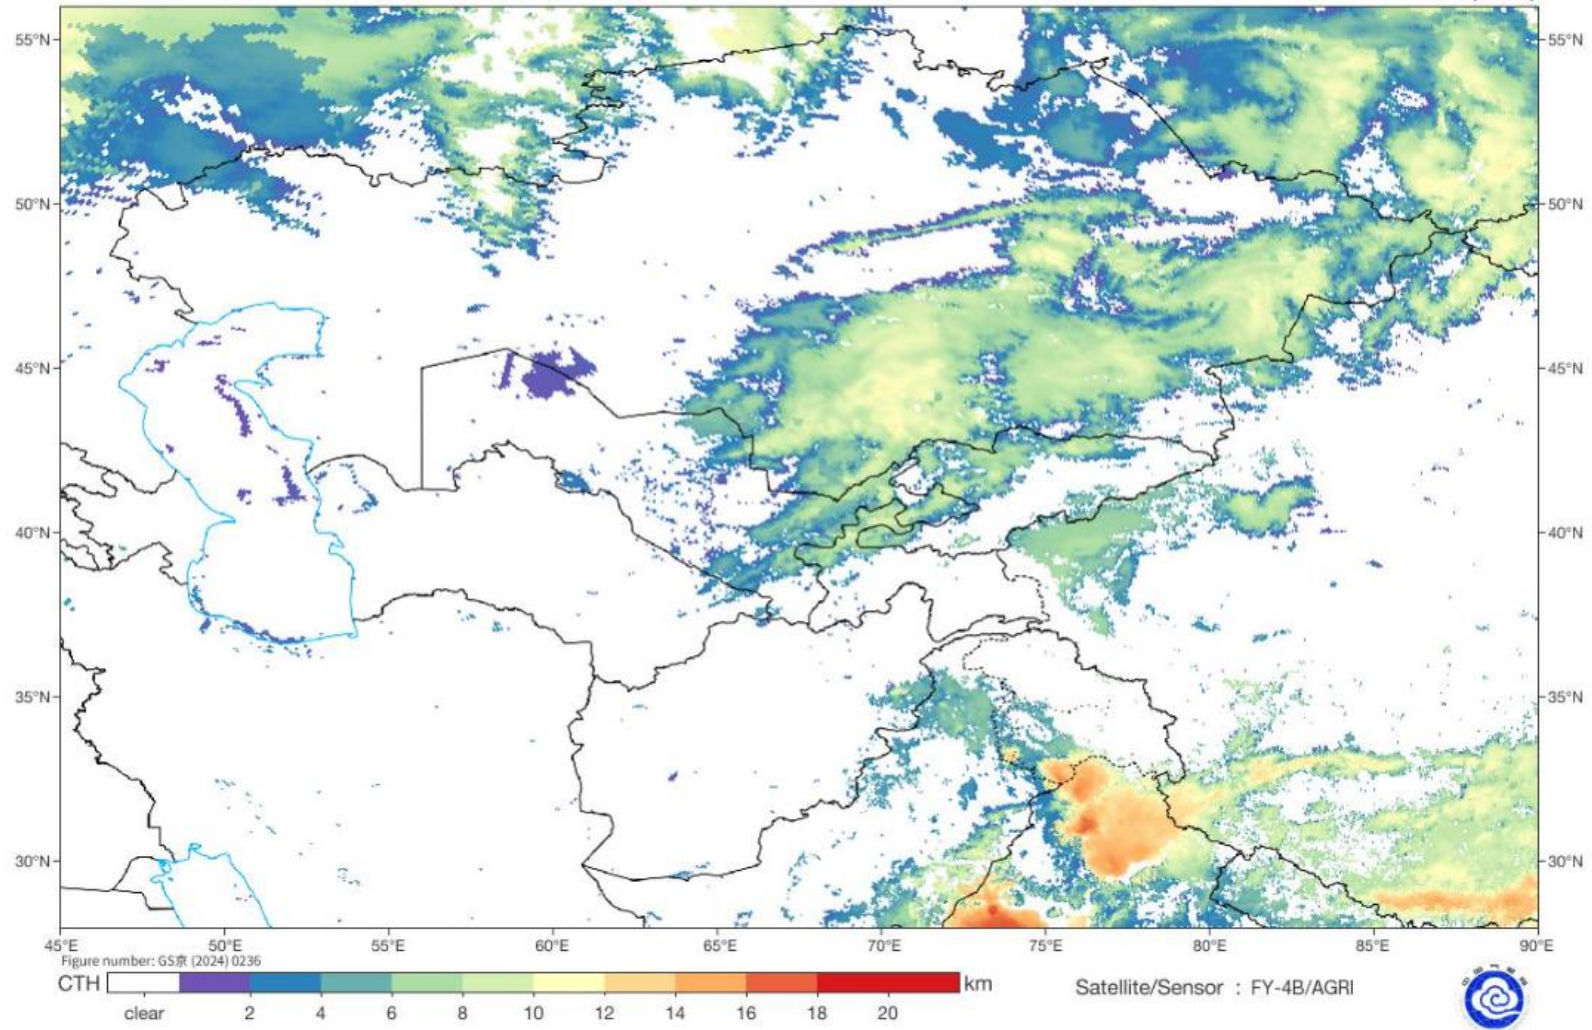 55°N 55°N
50°N 50°N
45°N 45°N
40°N 40°N
35°N 35°N
30°N 30°N
45°E 50°E 55°E 60°E 65°E 70°E 75°E 80°E 85°E 90°E
Figure number: GS京 (2024) 0236
CTH km Satellite/Sensor : FY-4B/AGRI
clear 2 4 6 8 10 12 14 16 18 20